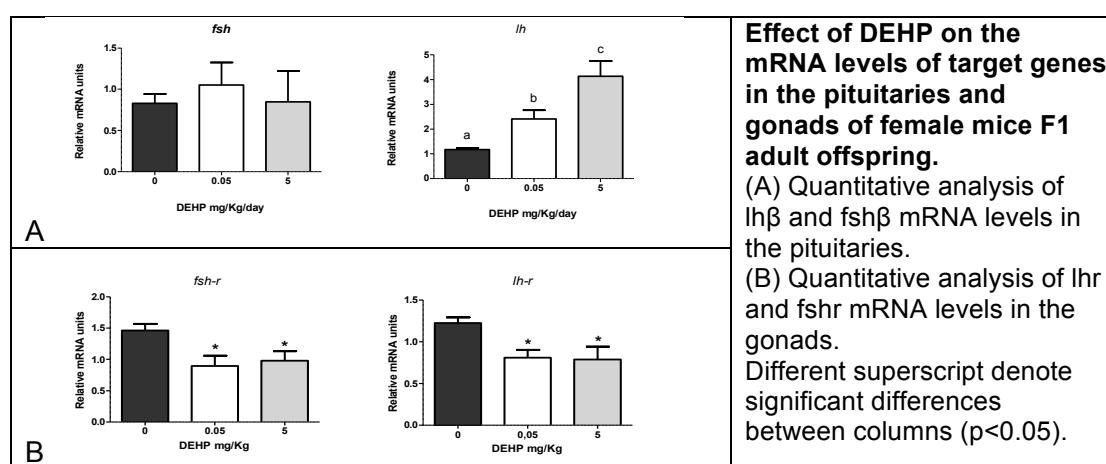 fsh
Relative mRNA units
1.5
1.0
0.5
0.0
0
0.05
5
DEHP mg/Kg/day
lh
Relative mRNA units
5
4
3
2
1
0
a
b
c
0
0.05
5
DEHP mg/Kg/day
A
fsh-r
Relative mRNA units
2.0
1.5
1.0
0.5
0.0
*
*
0
0.05
5
DEHP mg/Kg
lh-r
Relative mRNA units
1.5
1.0
0.5
0.0
*
*
0
0,05
5
DEHP mg/Kg
B
Effect of DEHP on the
mRNA levels of target genes
in the pituitaries and
gonads of female mice F1
adult offspring.
(A) Quantitative analysis of
lhβ and fshβ mRNA levels in
the pituitaries.
(B) Quantitative analysis of lhr
and fshr mRNA levels in the
gonads.
Different superscript denote
significant differences
between columns (p<0.05).